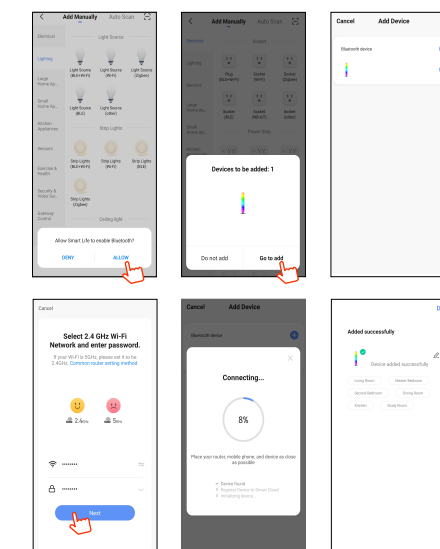 Add Manually Auto Scan
Electrical
Light Source
Lighting
Light Source
(BLE+Wi-Fi)
Light Source
(Wi-Fi)
Light Source
(Zigbee)
Large
Home Ap...
Small
Home Ap...
Light Source
(BLE)
Light Source
(other)
Kitchen
Appliances
Strip Lights
Sensors
Strip Lights
(BLE+Wi-Fi)
Strip Lights
(Wi-Fi)
Strip Lights
(BLE)
Exercise &
Health
Security &
Video Sur...
Strip Lights
(Zigbee)
Gateway
Control
Ceiling light
Allow Smart Life to enable Bluetooth?
DENY ALLOW
Add Manually Auto Scan
Electrical
Socket
Lighting
Plug
(BLE+Wi-Fi)
Socket
(Wi-Fi)
Socket
(Zigbee)
Sensors
Large
Home Ap...
Socket
(BLE)
Socket
(NB-IoT)
Socket
(other)
Small
Home Ap...
Power Strip
Kitchen
Devices to be added: 1
Do not add Go to add
Cancel Add Device
Bluetooth device
Cancel
Select 2.4 GHz Wi-Fi
Network and enter password.
If your Wi-Fi is 5GHz, please set it to be
2.4GHz. Common router setting method
2.4GHz 5GHz
Next
Cancel Add Device
Bluetooth device
Connecting...
8%
Place your router, mobile phone, and device as close
as possible
Device found
Register Device to Smart Cloud
Initializing device...
Added successfully
Device added successfully
Living Room Master Bedroom
Second Bedroom Dining Room
Kitchen Study Room